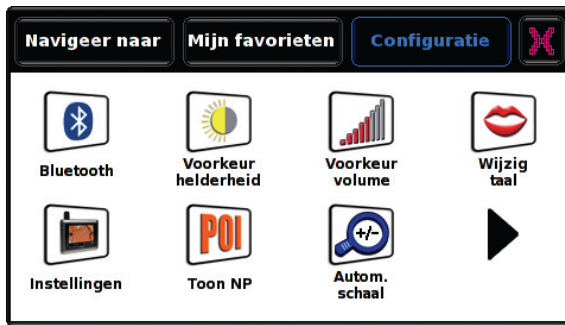 Navigeer naar
Mijn favorieten
Configuratie
Bluetooth
Voorkeur
helderheid
Voorkeur
volume
Wijzig
taal
POI
+/-
Instellingen
Toon NP
Autom.
schaal